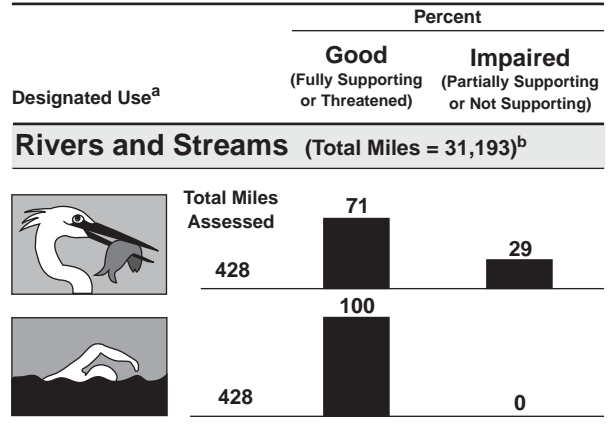 Percent
Good
Impaired
(Fully Supporting
(Partially Supporting
Designated Useᵃ
or Threatened)
or Not Supporting)
Rivers and Streams (Total Miles = 31,193)ᵇ
Total Miles
Assessed
71
29
428
100
428
0